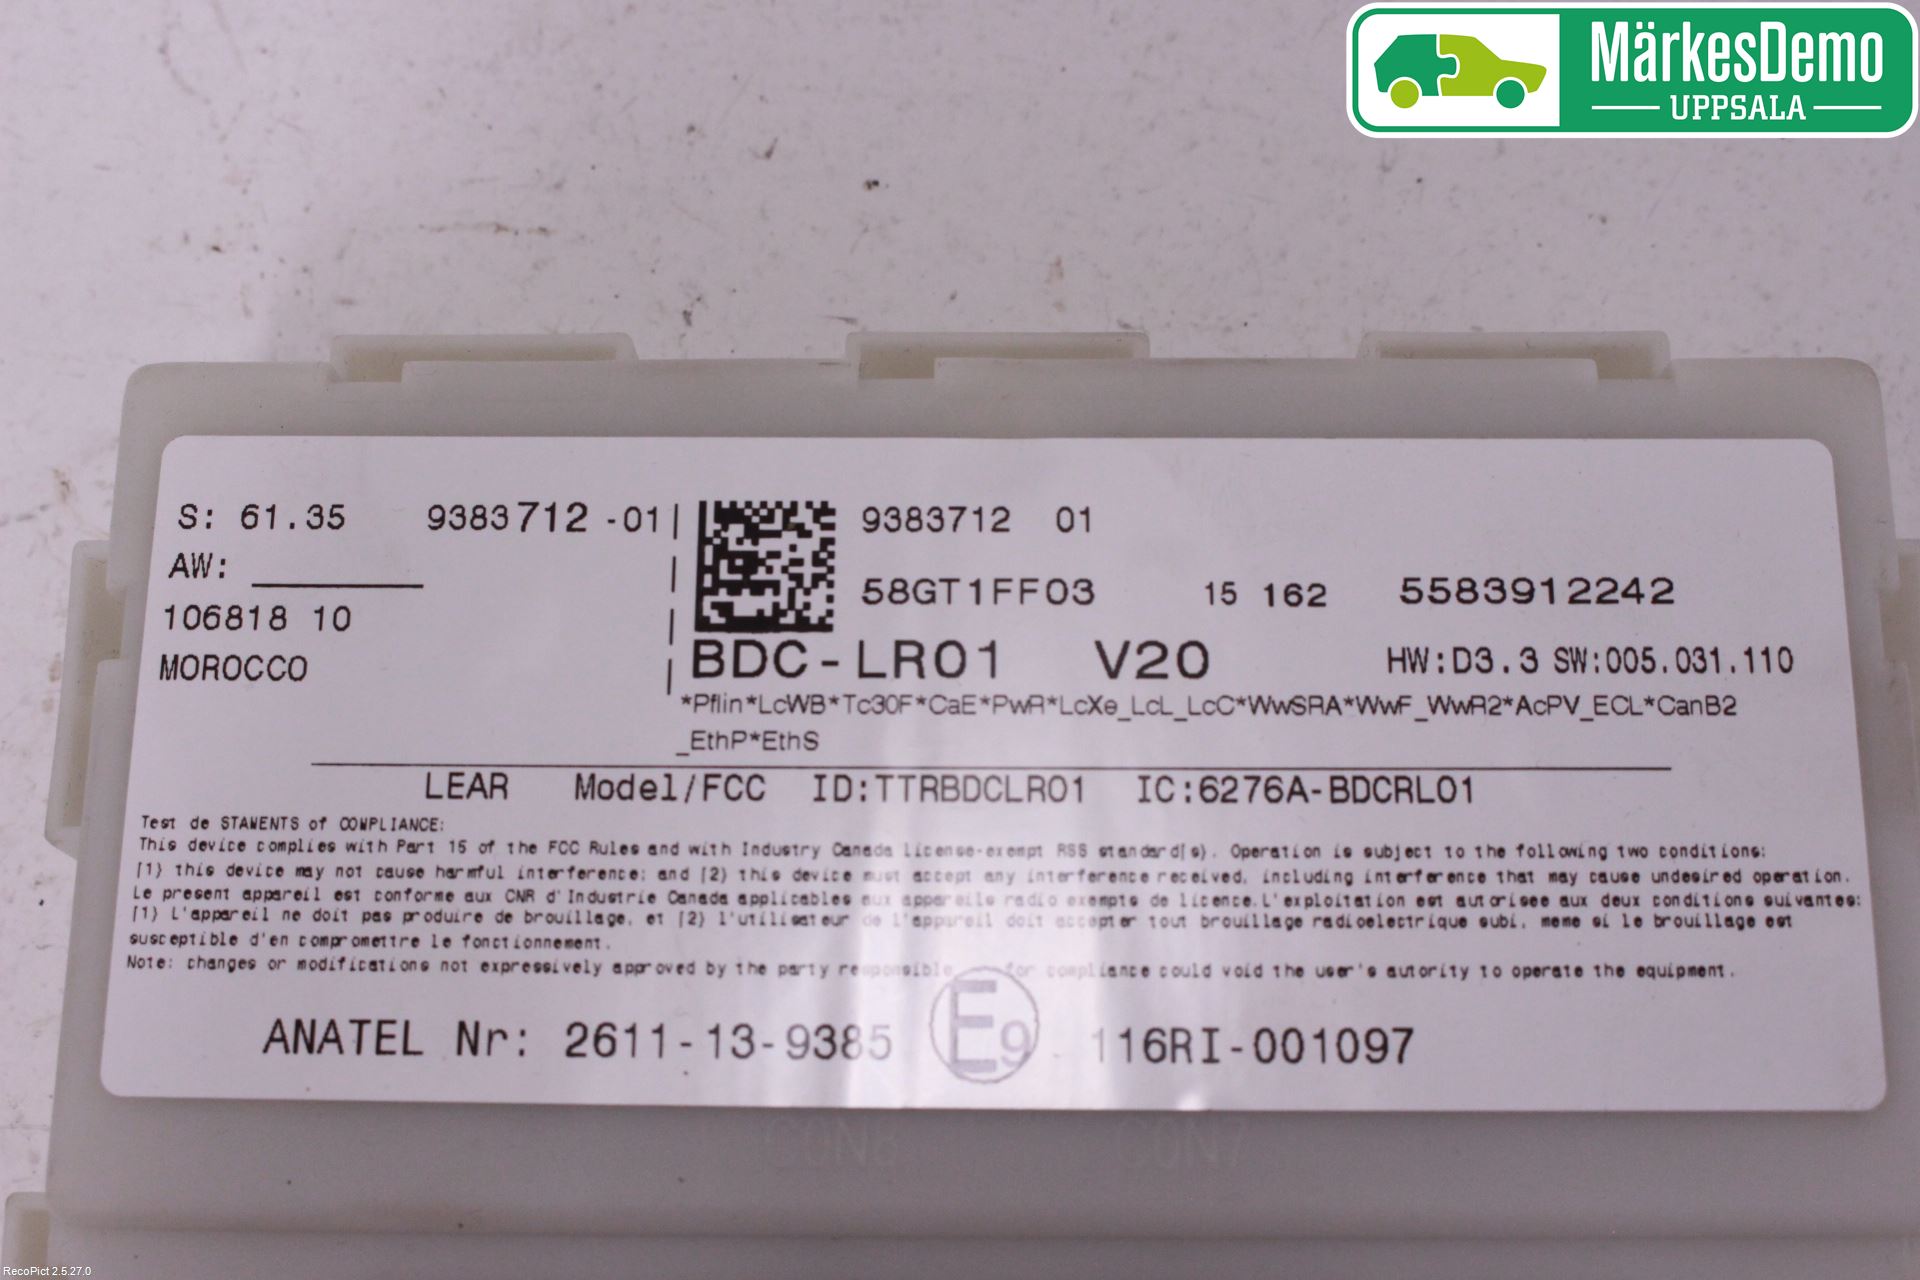 MärkesDemo
UPPSALA
S: 61.35 9383712 -01
AW:
106818 10
MOROCCO
9383712 01
58GT1FF03 15 162 5583912242
BDC-LR01 V20 HW:D3.3 SW:005.031.110
*Pflin*LcWB*Tc30F*CaE*PwR*LcXe_LcL_LcC*WwSRA*WwF_WwR2*AcPV_ECL*CanB2
_EthP*EthS
LEAR Model/FCC ID:TTRBDCLR01 IC:6276A-BDCRL01
Test de STAMENTS of COMPLIANCE:
This device complies with Part 15 of the FCC Rules and with Industry Canada license-exempt RSS standard(s). Operation is subject to the following two conditions:
(1) this device may not cause harmful interference; and (2) this device must accept any interference received, including interference that may cause undesired operation.
Le present appareil est conforme aux CNR d'Industrie Canada applicables aux appareils radio exempts de licence.L'exploitation est autorisee aux deux conditions suivantes:
(1) L'appareil ne doit pas produire de brouillage, et (2) l'utilisateur de l'appareil doit accepter tout brouillage radioelectrique subi, meme si le brouillage est
susceptible d'en compromettre le fonctionnement.
Note: changes or modifications not expressively approved by the party responsible for compliance could void the user's autority to operate the equipment.
ANATEL Nr: 2611-13-9385 E9 116RI-001097
CON8 CON7
RecoPict 2.5.27.0